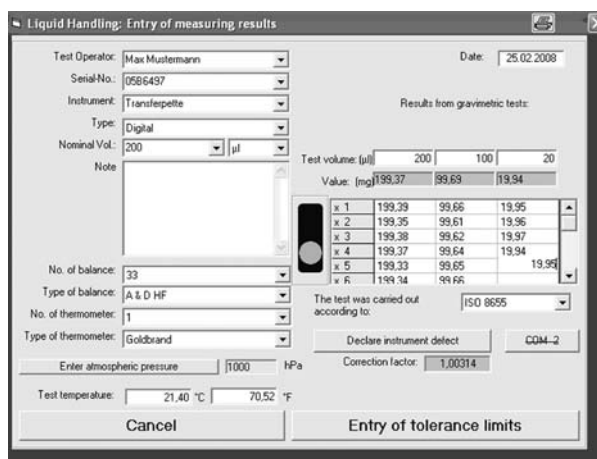 Liquid Handling: Entry of measuring results
Test Operator: Max Mustermann
Date: 25.02.2008
Serial-No.: 05B6497
Instrument: Transferpette
Results from gravimetric tests:
Type: Digital
Nominal Vol.: 200 µl
Note
Test volume: (µl) 200 100 20
Value: (mg) 199,37 99,69 19,94
x 1 199,39 99,66 19,95
x 2 199,35 99,61 19,96
x 3 199,38 99,62 19,97
x 4 199,37 99,64 19,94
x 5 199,33 99,65 19,95
x 6 199,34 99,66
No. of balance: 33
Type of balance: A & D HF
No. of thermometer: 1
Type of thermometer: Goldbrand
The test was carried out
according to: ISO 8655
Declare instrument defect COM 2
Enter atmospheric pressure 1000 hPa
Correction factor: 1,00314
Test temperature: 21,40 °C 70,52 °F
Cancel
Entry of tolerance limits